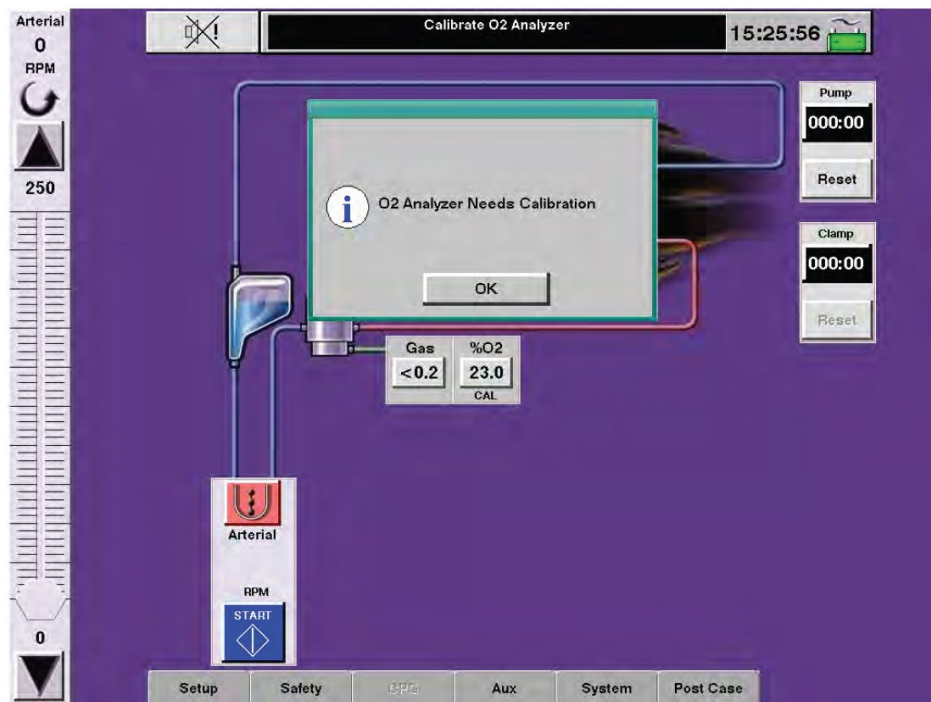 Arterial
0
RPM
250
0
!
Calibrate O2 Analyzer
15:25:56
O2 Analyzer Needs Calibration
OK
Pump
000:00
Reset
Clamp
000:00
Reset
Gas
<0.2
%O2
23.0
CAL
Arterial
RPM
START
Setup
Safety
GPG
Aux
System
Post Case